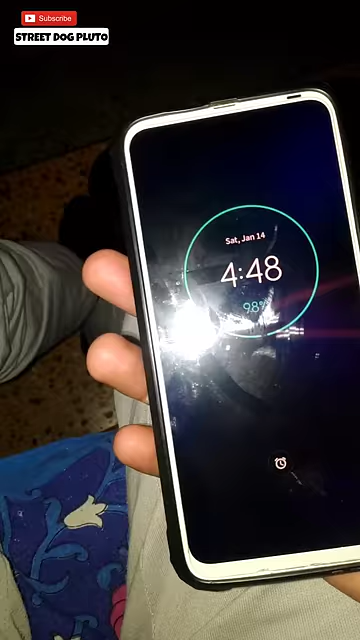 Subscribe
STREET DOG PLUTO
Sat, Jan 14
4:48
98%